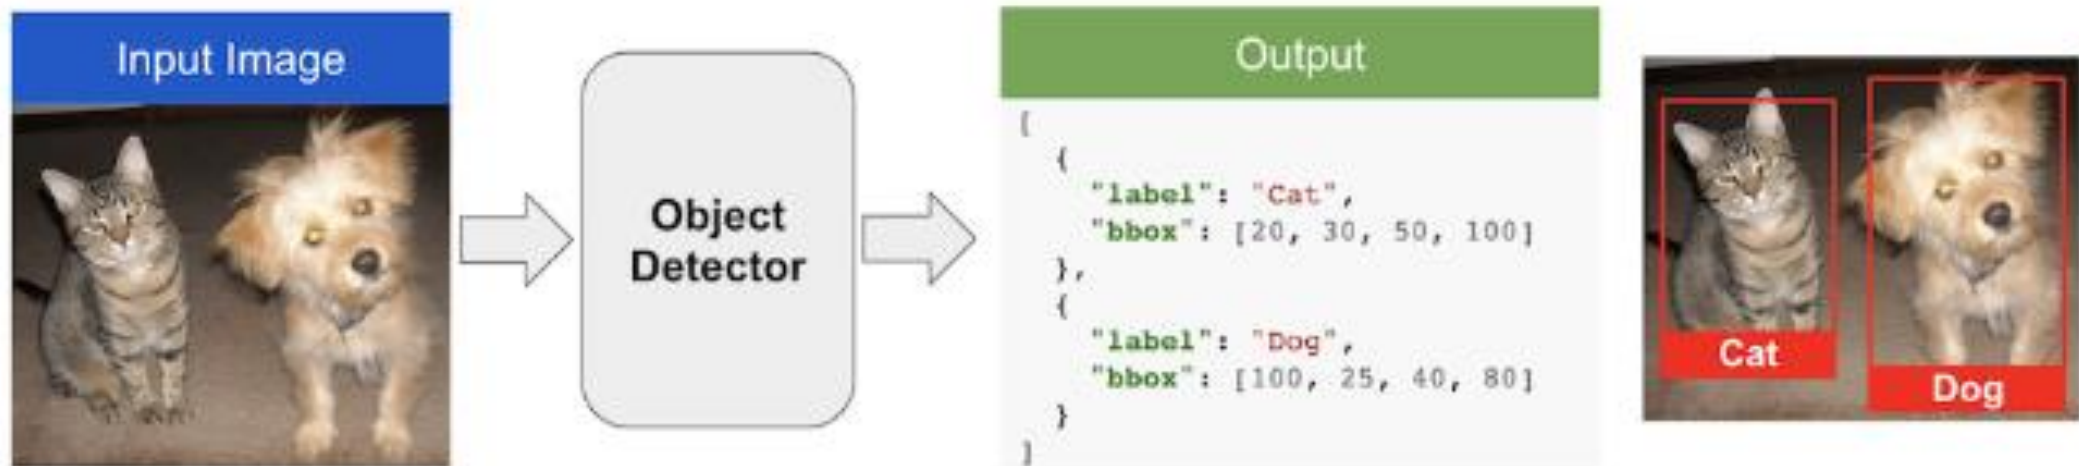 Input Image
Object
Detector
Output
[
{
"label": "Cat",
"bbox": [20, 30, 50, 100]
},
{
"label": "Dog",
"bbox": [100, 25, 40, 80]
}
]
Cat
Dog